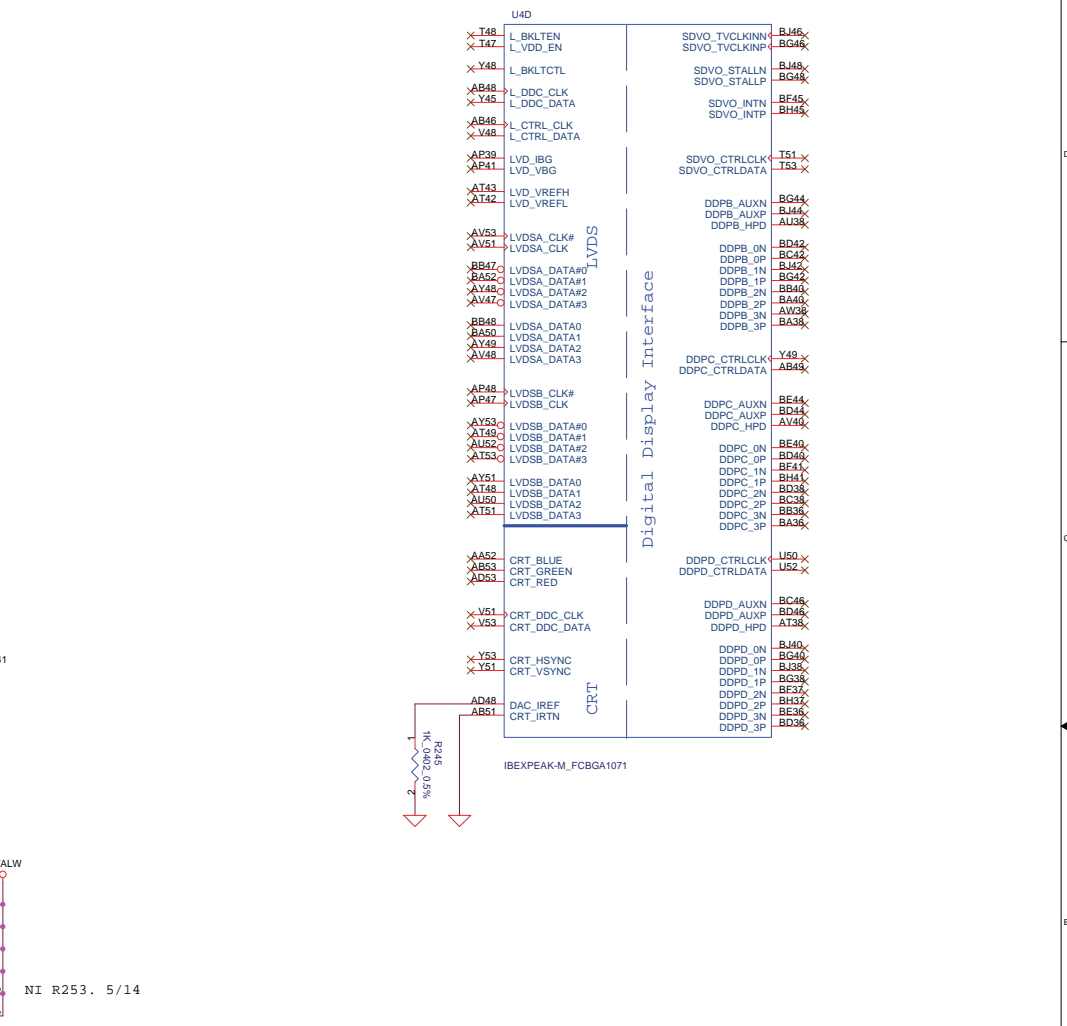 U4D
T48 L_BKLTEN
T47 L_VDD_EN
Y48 L_BKLTCTL
AB48 L_DDC_CLK
Y45 L_DDC_DATA
AB46 L_CTRL_CLK
V48 L_CTRL_DATA
AP39 LVD_IBG
AP41 LVD_VBG
AT43 LVD_VREFH
AT42 LVD_VREFL
AV53 LVDSA_CLK#
AV51 LVDSA_CLK
BB47 LVDSA_DATA#0
BA52 LVDSA_DATA#1
AY48 LVDSA_DATA#2
AV47 LVDSA_DATA#3
BB48 LVDSA_DATA0
BA50 LVDSA_DATA1
AY49 LVDSA_DATA2
AV48 LVDSA_DATA3
AP48 LVDSB_CLK#
AP47 LVDSB_CLK
AY53 LVDSB_DATA#0
AT49 LVDSB_DATA#1
AU52 LVDSB_DATA#2
AT53 LVDSB_DATA#3
AY51 LVDSB_DATA0
AT48 LVDSB_DATA1
AU50 LVDSB_DATA2
AT51 LVDSB_DATA3
AA52 CRT_BLUE
AB53 CRT_GREEN
AD53 CRT_RED
V51 CRT_DDC_CLK
V53 CRT_DDC_DATA
Y53 CRT_HSYNC
Y51 CRT_VSYNC
AD48 DAC_IREF
AB51 CRT_IRTN
LVDS
CRT
Digital Display Interface
SDVO_TVCLKINN BJ46
SDVO_TVCLKINP BG46
SDVO_STALLN BJ48
SDVO_STALLP BG48
SDVO_INTN BF45
SDVO_INTP BH45
SDVO_CTRLCLK T51
SDVO_CTRLDATA T53
DDPB_AUXN BG44
DDPB_AUXP BJ44
DDPB_HPD AU38
DDPB_0N BD42
DDPB_0P BC42
DDPB_1N BJ42
DDPB_1P BG42
DDPB_2N BB40
DDPB_2P BA40
DDPB_3N AW38
DDPB_3P BA38
DDPC_CTRLCLK Y49
DDPC_CTRLDATA AB49
DDPC_AUXN BE44
DDPC_AUXP BD44
DDPC_HPD AV40
DDPC_0N BE40
DDPC_0P BD40
DDPC_1N BF41
DDPC_1P BH41
DDPC_2N BD38
DDPC_2P BC38
DDPC_3N BB36
DDPC_3P BA36
DDPD_CTRLCLK U50
DDPD_CTRLDATA U52
DDPD_AUXN BC46
DDPD_AUXP BD46
DDPD_HPD AT38
DDPD_0N BJ40
DDPD_0P BG40
DDPD_1N BJ38
DDPD_1P BG38
DDPD_2N BF37
DDPD_2P BH37
DDPD_3N BE36
DDPD_3P BD36
IBEXPEAK-M_FCBGA1071
1
R245
1K_0402_0.5%
2
ALW
NI R253. 5/14